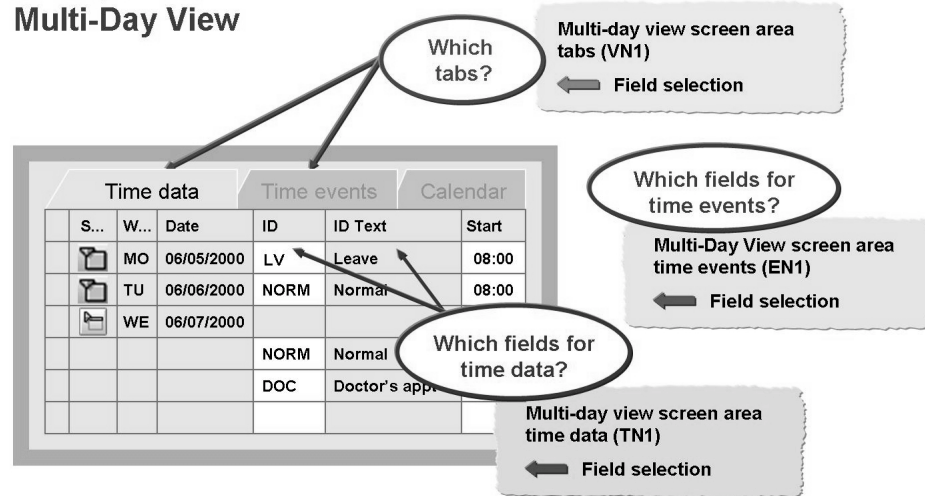 Multi-Day View
Which
tabs?
Multi-day view screen area
tabs (VN1)
Field selection
Time data
Time events
Calendar
S... W... Date ID ID Text Start
MO 06/05/2000 LV Leave 08:00
TU 06/06/2000 NORM Normal 08:00
WE 06/07/2000
NORM Normal
DOC Doctor's appt
Which fields for
time events?
Multi-Day View screen area
time events (EN1)
Field selection
Which fields for
time data?
Multi-day view screen area
time data (TN1)
Field selection